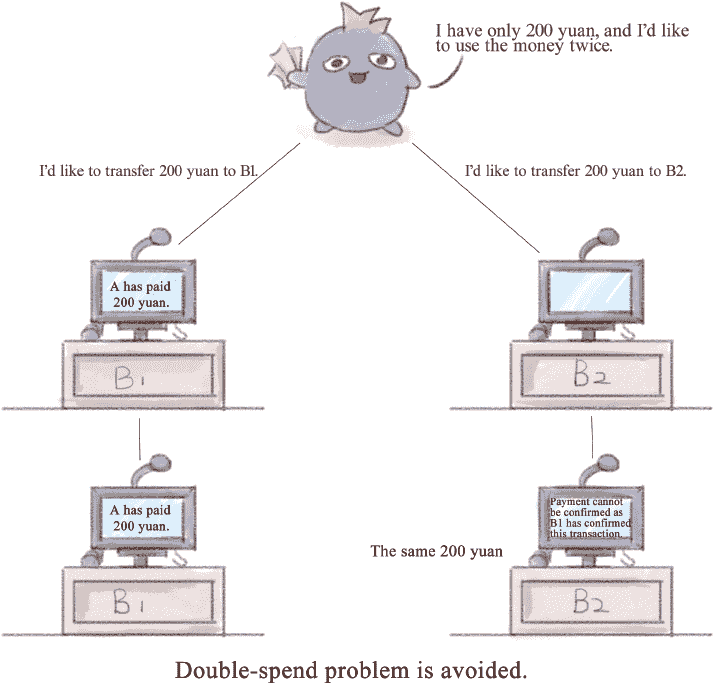 I have only 200 yuan, and I'd like
to use the money twice.
I'd like to transfer 200 yuan to B1.
I'd like to transfer 200 yuan to B2.
A has paid
200 yuan.
B1
B2
A has paid
200 yuan.
Payment cannot
be confirmed as
B1 has confirmed
this transaction.
The same 200 yuan
B1
B2
Double-spend problem is avoided.